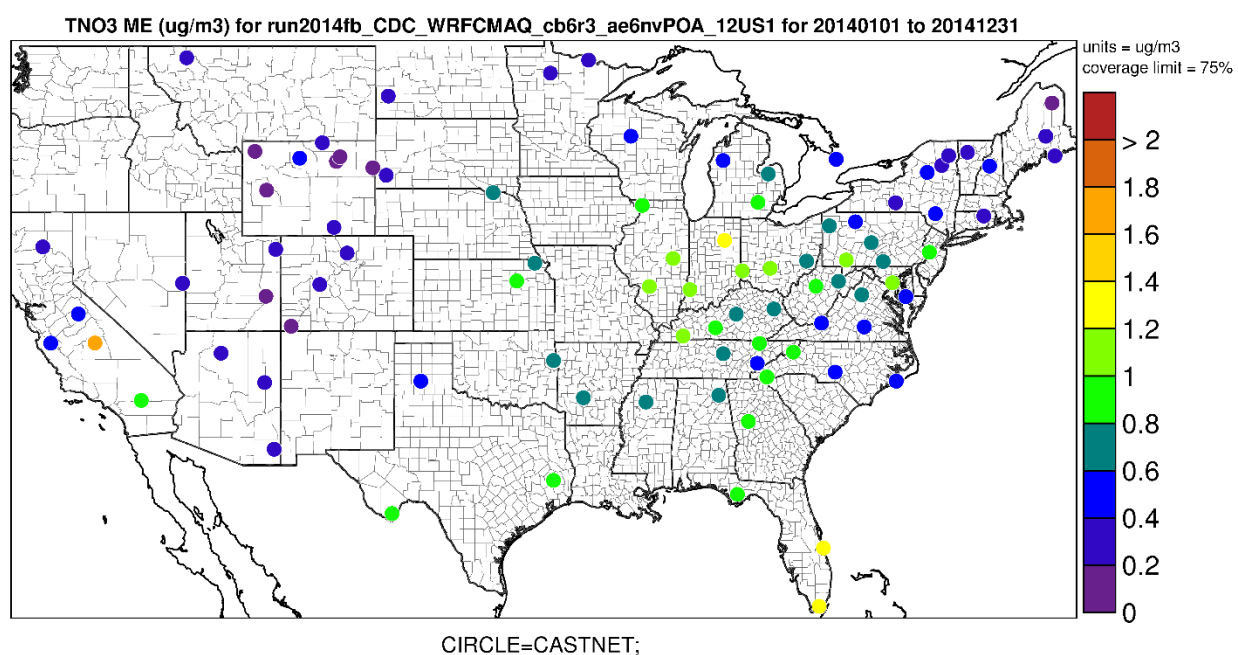 TNO3 ME (ug/m3) for run2014fb_CDC_WRFCMAQ_cb6r3_ae6nvPOA_12US1 for 20140101 to 20141231
units = ug/m3
coverage limit = 75%
> 2
1.8
1.6
1.4
1.2
1
0.8
0.6
0.4
0.2
0
CIRCLE=CASTNET;